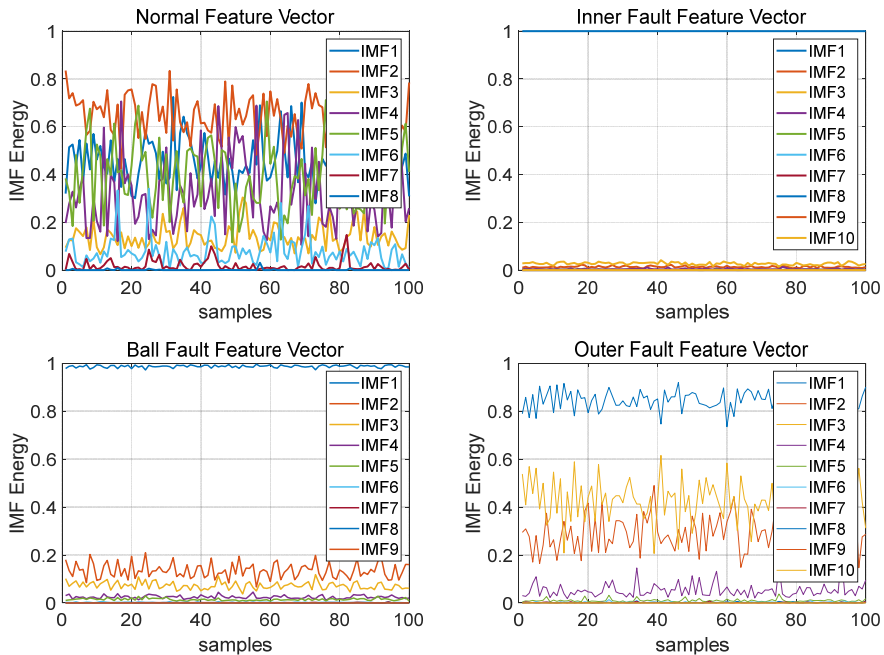 Normal Feature Vector
1
0.8
0.6
0.4
0.2
0
IMF Energy
0
20
40
60
80
100
samples
IMF1
IMF2
IMF3
IMF4
IMF5
IMF6
IMF7
IMF8
Inner Fault Feature Vector
1
0.8
0.6
0.4
0.2
0
IMF Energy
0
20
40
60
80
100
samples
IMF1
IMF2
IMF3
IMF4
IMF5
IMF6
IMF7
IMF8
IMF9
IMF10
Ball Fault Feature Vector
1
0.8
0.6
0.4
0.2
0
IMF Energy
0
20
40
60
80
100
samples
IMF1
IMF2
IMF3
IMF4
IMF5
IMF6
IMF7
IMF8
IMF9
Outer Fault Feature Vector
1
0.8
0.6
0.4
0.2
0
IMF Energy
0
20
40
60
80
100
samples
IMF1
IMF2
IMF3
IMF4
IMF5
IMF6
IMF7
IMF8
IMF9
IMF10